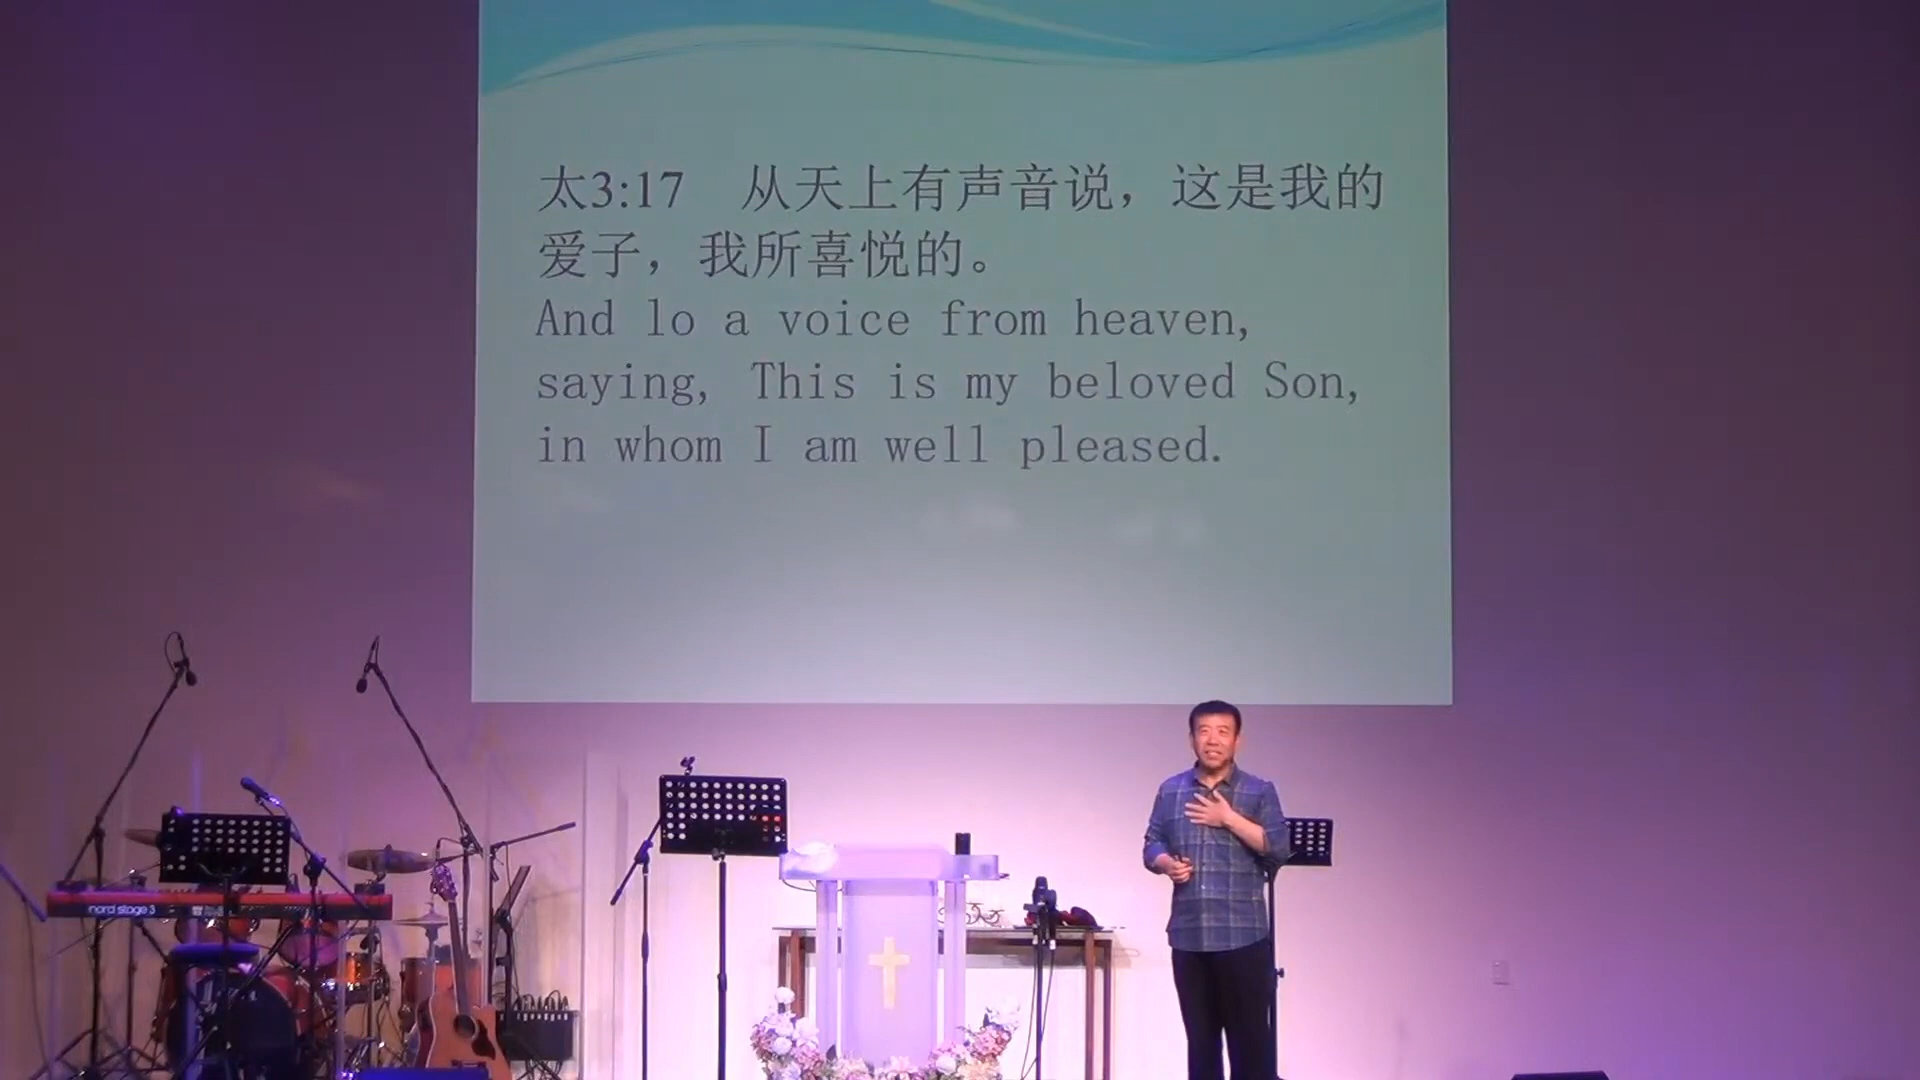 太3:17 从天上有声音说，这是我的
爱子，我所喜悦的。
And lo a voice from heaven,
saying, This is my beloved Son,
in whom I am well pleased.
nord stage 3